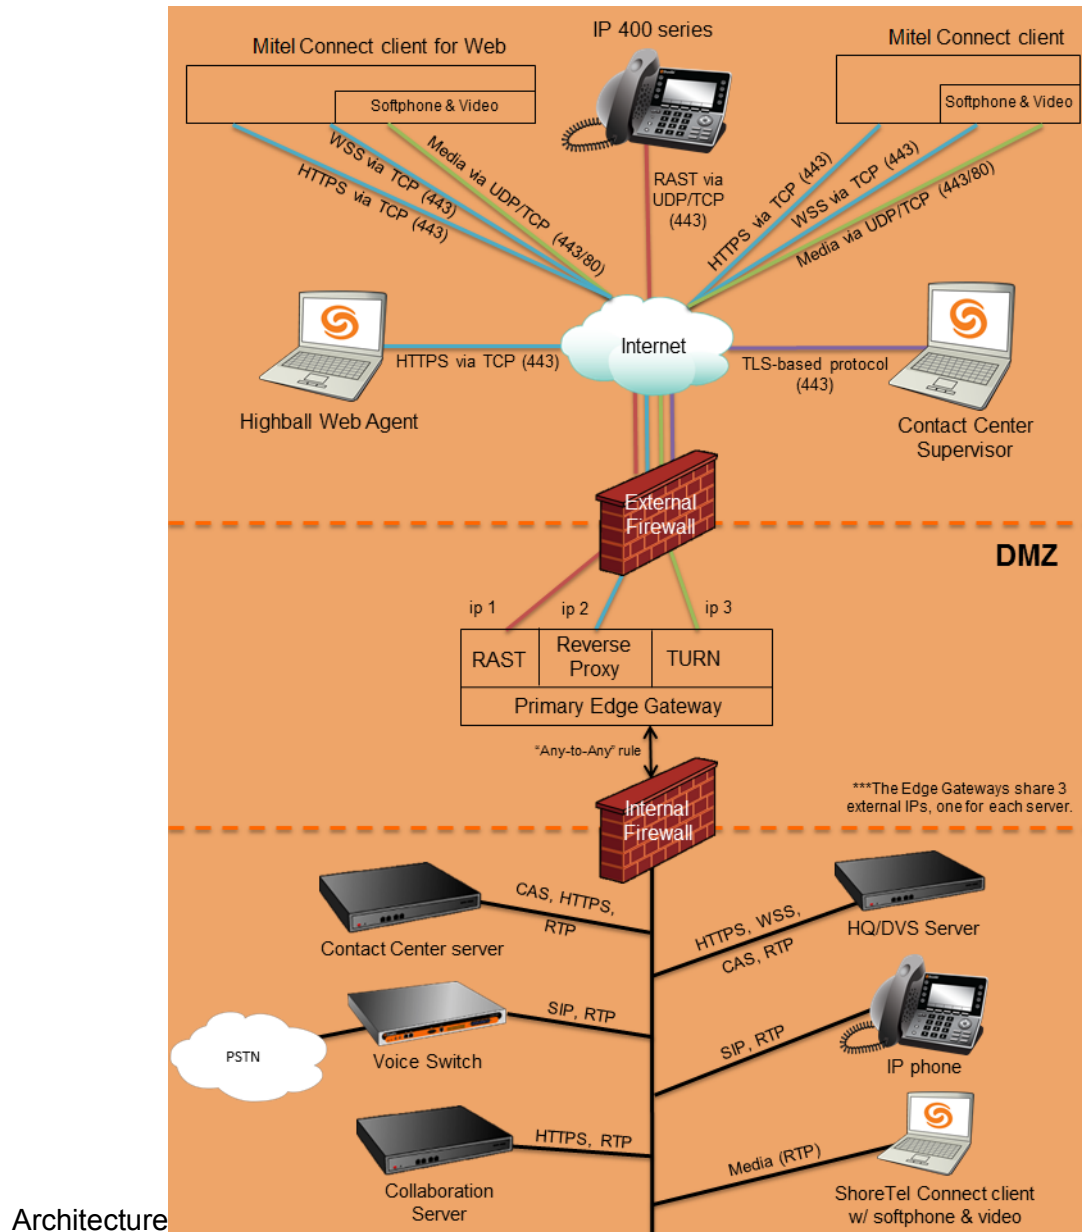 IP 400 series
Mitel Connect client for Web
Mitel Connect client
Softphone & Video
Softphone & Video
WSS via TCP (443)
Media via UDP/TCP (443/80)
HTTPS via TCP (443)
RAST via
UDP/TCP
(443)
HTTPS via TCP (443)
WSS via TCP (443)
Media via UDP/TCP (443/80)
Internet
HTTPS via TCP (443)
TLS-based protocol
(443)
Highball Web Agent
Contact Center
Supervisor
External
Firewall
DMZ
ip 1
ip 2
ip 3
RAST
Reverse
Proxy
TURN
Primary Edge Gateway
“Any-to-Any” rule
***The Edge Gateways share 3
external IPs, one for each server.
Internal
Firewall
CAS, HTTPS,
RTP
Contact Center server
HTTPS, WSS,
CAS, RTP
HQ/DVS Server
SIP, RTP
PSTN
Voice Switch
SIP, RTP
IP phone
HTTPS, RTP
Collaboration
Server
Media (RTP)
ShoreTel Connect client
w/ softphone & video
Architecture